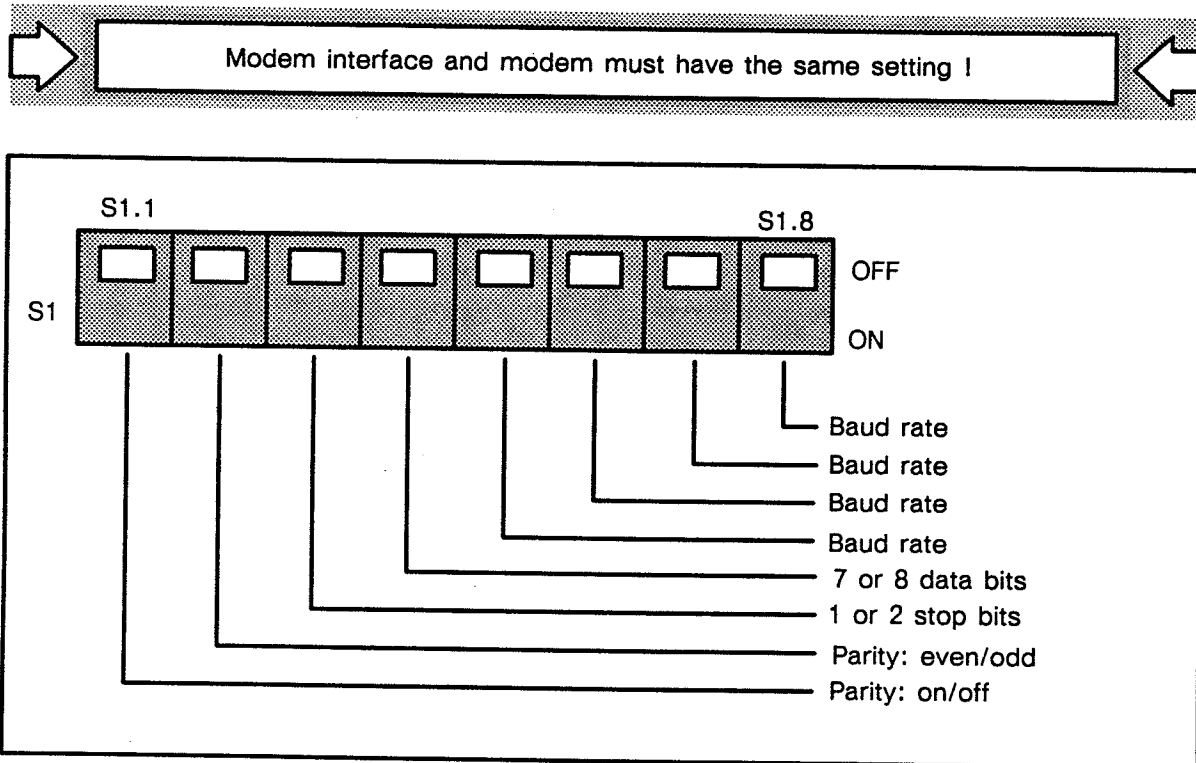 Modem interface and modem must have the same setting !
S1.1
S1.8
OFF
S1
ON
Baud rate
Baud rate
Baud rate
Baud rate
7 or 8 data bits
1 or 2 stop bits
Parity: even/odd
Parity: on/off